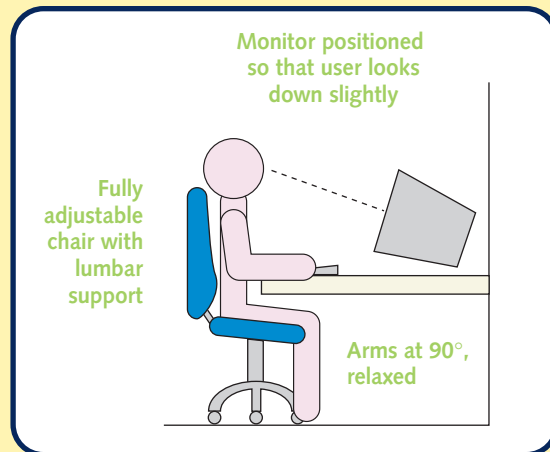 Monitor positioned
so that user looks
down slightly
Fully
adjustable
chair with
lumbar
support
Arms at 90°,
relaxed